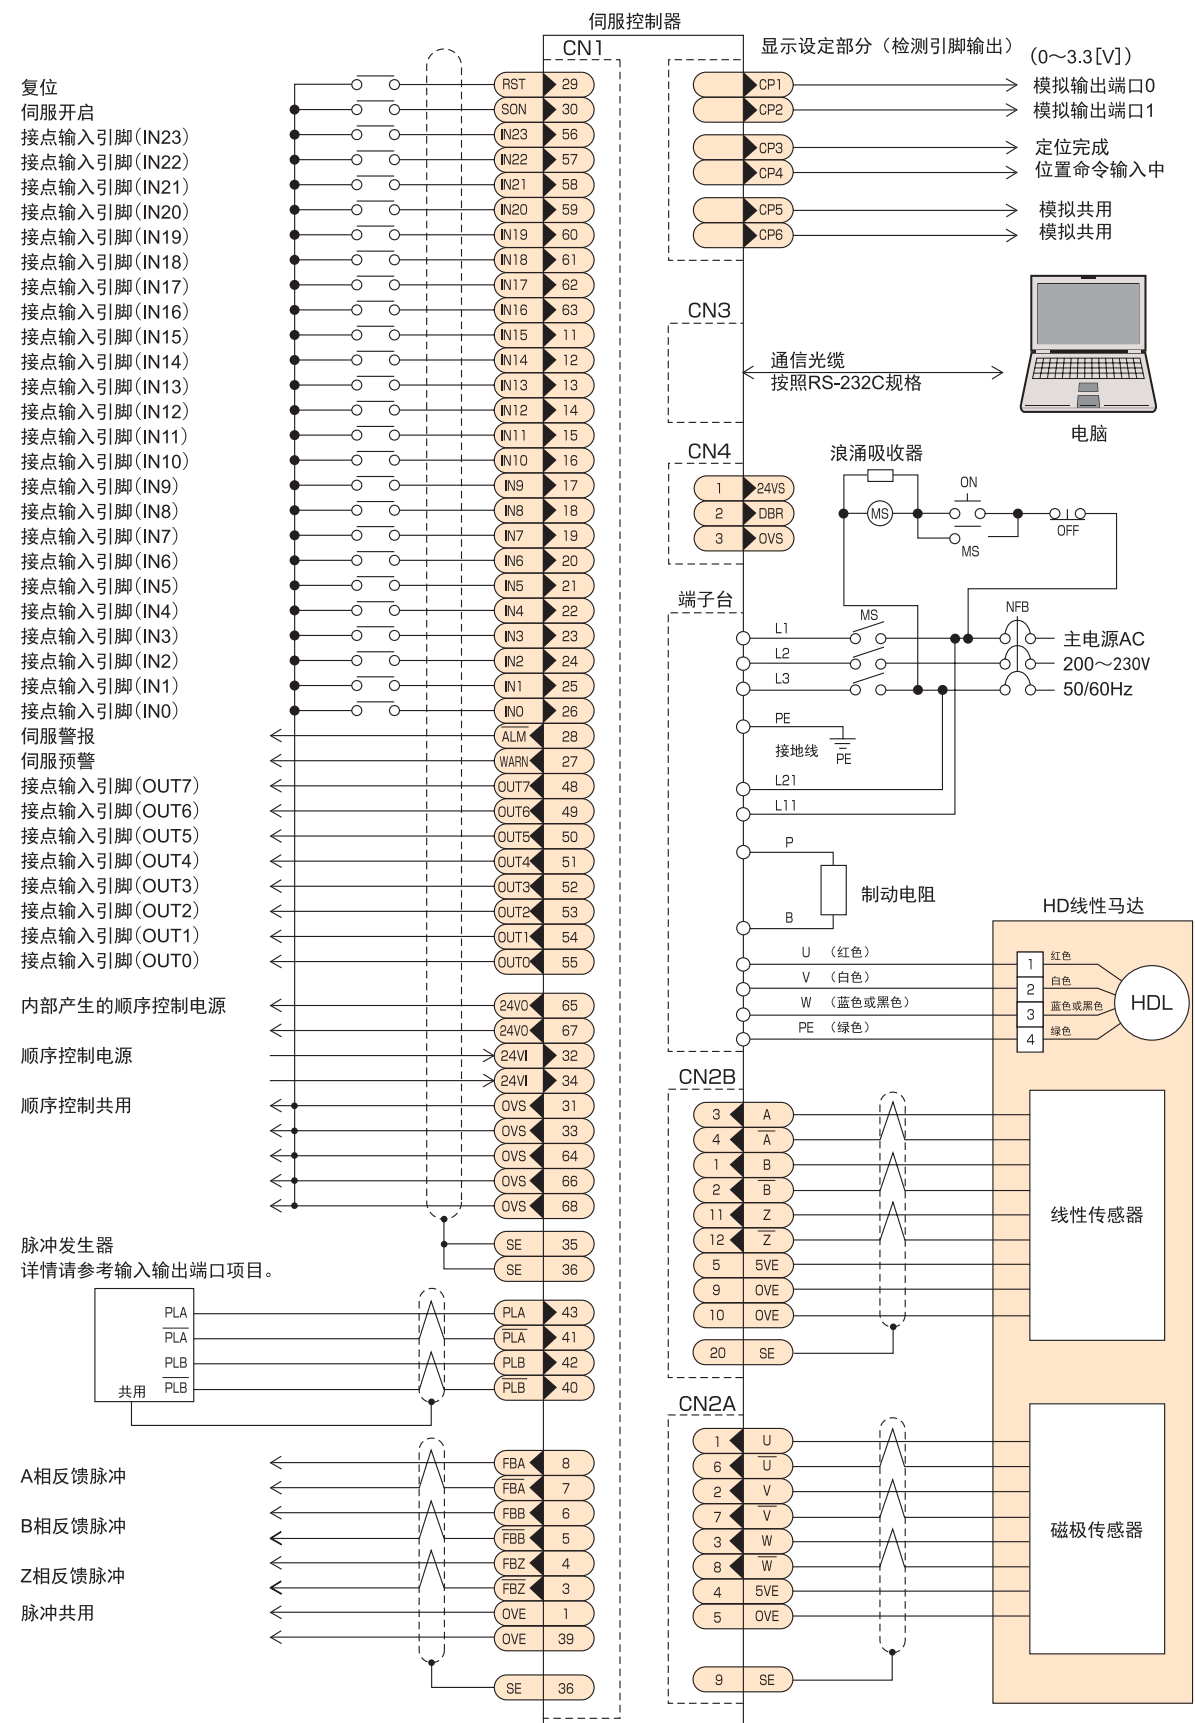 伺服控制器
CN1
复位 RST 29
伺服开启 SON 30
接点输入引脚(IN23) IN23 56
接点输入引脚(IN22) IN22 57
接点输入引脚(IN21) IN21 58
接点输入引脚(IN20) IN20 59
接点输入引脚(IN19) IN19 60
接点输入引脚(IN18) IN18 61
接点输入引脚(IN17) IN17 62
接点输入引脚(IN16) IN16 63
接点输入引脚(IN15) IN15 11
接点输入引脚(IN14) IN14 12
接点输入引脚(IN13) IN13 13
接点输入引脚(IN12) IN12 14
接点输入引脚(IN11) IN11 15
接点输入引脚(IN10) IN10 16
接点输入引脚(IN9) IN9 17
接点输入引脚(IN8) IN8 18
接点输入引脚(IN7) IN7 19
接点输入引脚(IN6) IN6 20
接点输入引脚(IN5) IN5 21
接点输入引脚(IN4) IN4 22
接点输入引脚(IN3) IN3 23
接点输入引脚(IN2) IN2 24
接点输入引脚(IN1) IN1 25
接点输入引脚(IN0) IN0 26
伺服警报 A̅L̅M̅ 28
伺服预警 WARN 27
接点输入引脚(OUT7) OUT7 48
接点输入引脚(OUT6) OUT6 49
接点输入引脚(OUT5) OUT5 50
接点输入引脚(OUT4) OUT4 51
接点输入引脚(OUT3) OUT3 52
接点输入引脚(OUT2) OUT2 53
接点输入引脚(OUT1) OUT1 54
接点输入引脚(OUT0) OUT0 55
内部产生的顺序控制电源 24VO 65
24VO 67
顺序控制电源 24VI 32
24VI 34
顺序控制共用 OVS 31
OVS 33
OVS 64
OVS 66
OVS 68
SE 35
SE 36
脉冲发生器
详情请参考输入输出端口项目。
PLA PLA 43
P̅L̅A̅ P̅L̅A̅ 41
PLB PLB 42
P̅L̅B̅ P̅L̅B̅ 40
共用
A相反馈脉冲 FBA 8
F̅B̅A̅ 7
B相反馈脉冲 FBB 6
F̅B̅B̅ 5
Z相反馈脉冲 FBZ 4
F̅B̅Z̅ 3
脉冲共用 OVE 1
OVE 39
SE 36
显示设定部分（检测引脚输出）
(0～3.3[V])
CP1 模拟输出端口0
CP2 模拟输出端口1
CP3 定位完成
CP4 位置命令输入中
CP5 模拟共用
CP6 模拟共用
CN3
通信光缆
按照RS-232C规格
电脑
CN4
1 24VS
2 DBR
3 OVS
浪涌吸收器
MS
ON
MS
OFF
端子台
L1 MS NFB 主电源AC
L2 200～230V
L3 50/60Hz
PE
接地线 PE
L21
L11
P
制动电阻
B
HD线性马达
U （红色） 1 红色
V （白色） 2 白色
W （蓝色或黑色） 3 蓝色或黑色
PE （绿色） 4 绿色
HDL
CN2B
3 A
4 A̅
1 B
2 B̅
11 Z
12 Z̅
5 5VE
9 OVE
10 OVE
20 SE
线性传感器
CN2A
1 U
6 U̅
2 V
7 V̅
3 W
8 W̅
4 5VE
5 OVE
9 SE
磁极传感器